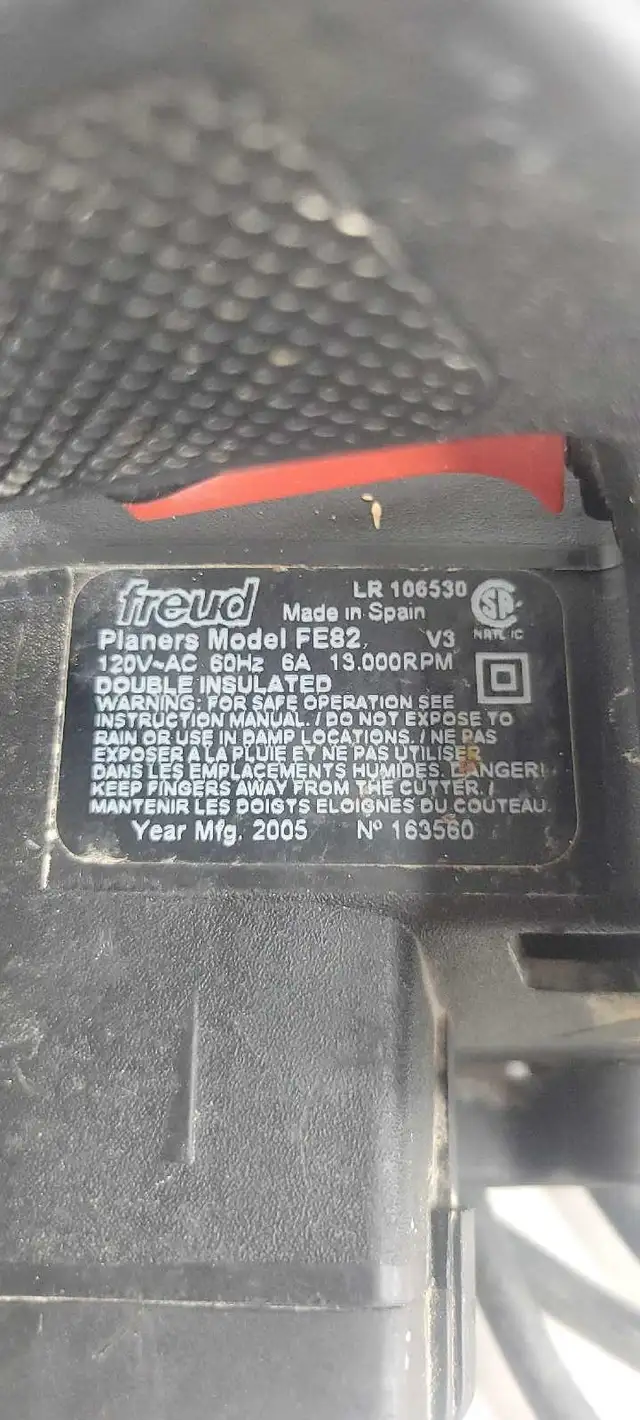 freud LR 106530
Made in Spain
NRTL/C
Planers Model FE82, V3
120V~AC 60Hz 6A 13.000RPM
DOUBLE INSULATED
WARNING: FOR SAFE OPERATION SEE
INSTRUCTION MANUAL. / DO NOT EXPOSE TO
RAIN OR USE IN DAMP LOCATIONS. / NE PAS
EXPOSER A LA PLUIE ET NE PAS UTILISER
DANS LES EMPLACEMENTS HUMIDES. DANGER!
KEEP FINGERS AWAY FROM THE CUTTER. /
MANTENIR LES DOIGTS ELOIGNES DU COUTEAU.
Year Mfg. 2005 Nº 163560